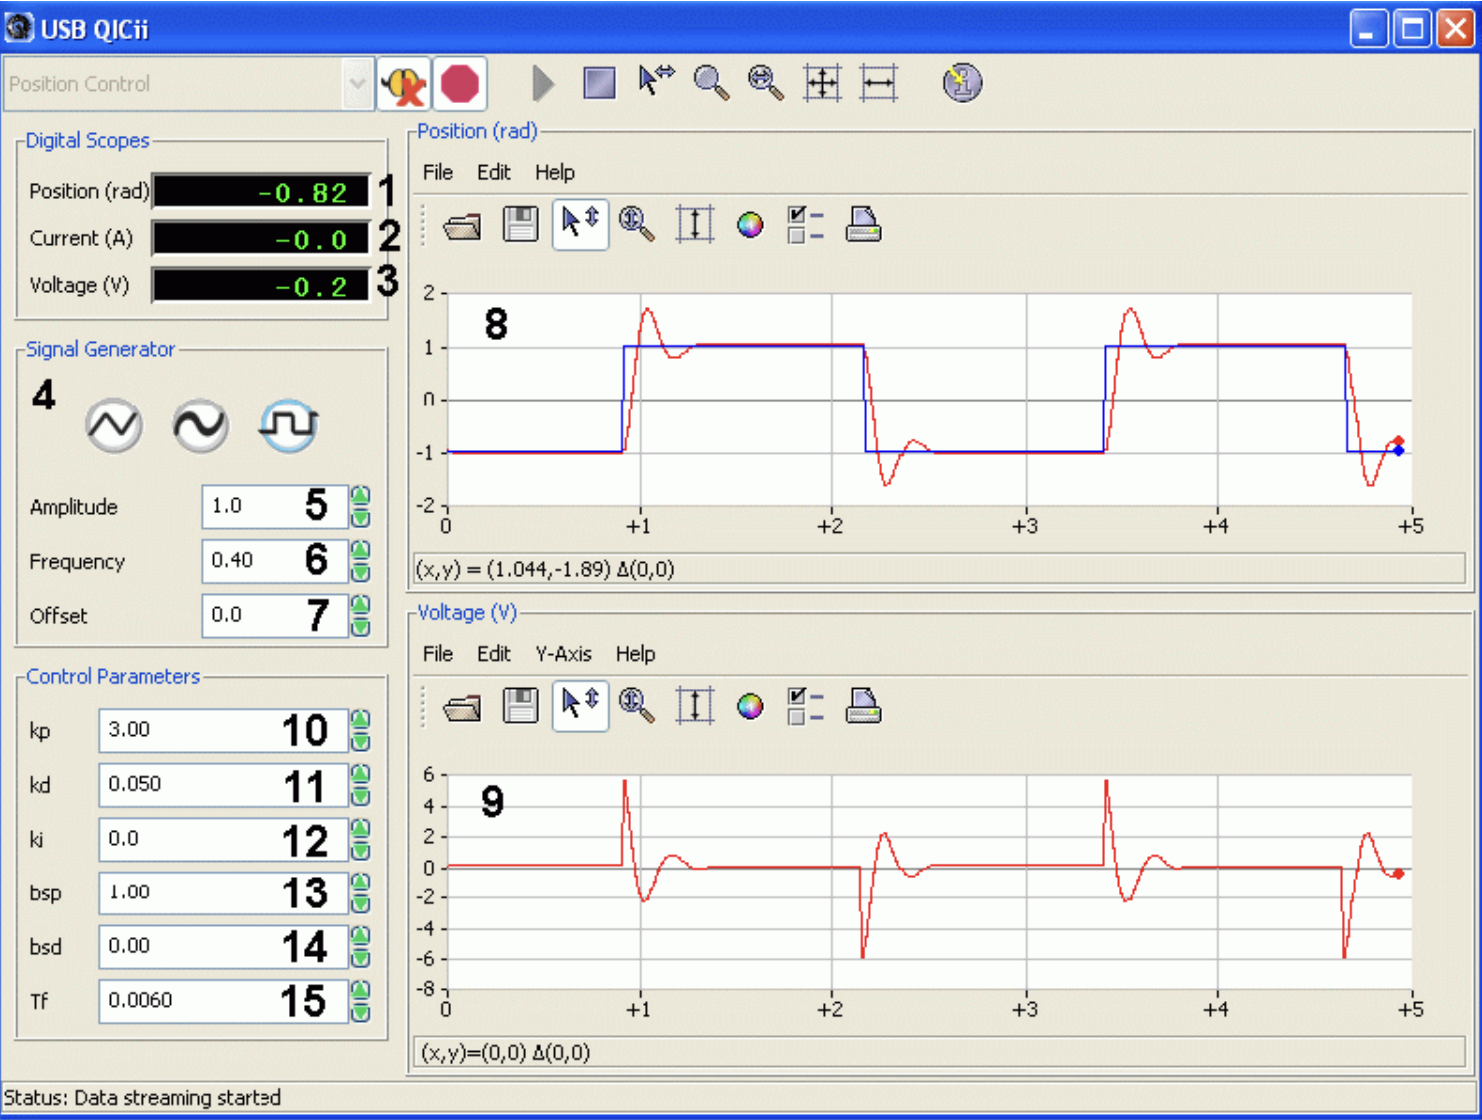 USB QICii
Position Control
Digital Scopes
Position (rad) -0.82 1
Current (A) -0.0 2
Voltage (V) -0.2 3
Signal Generator
4
Amplitude 1.0 5
Frequency 0.40 6
Offset 0.0 7
Control Parameters
kp 3.00 10
kd 0.050 11
ki 0.0 12
bsp 1.00 13
bsd 0.00 14
Tf 0.0060 15
Position (rad)
File Edit Help
8
2
1
0
-1
-2
0 +1 +2 +3 +4 +5
(x,y) = (1.044,-1.89) Δ(0,0)
Voltage (V)
File Edit Y-Axis Help
9
6
4
2
0
-2
-4
-6
-8
0 +1 +2 +3 +4 +5
(x,y)=(0,0) Δ(0,0)
Status: Data streaming started